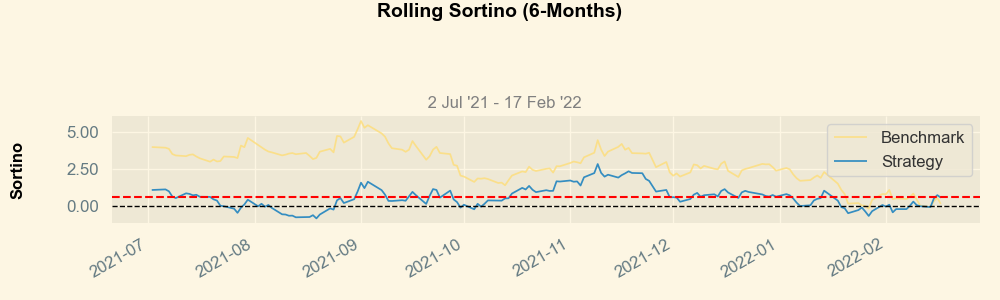 Rolling Sortino (6-Months)
2 Jul '21 - 17 Feb '22
Sortino
5.00
2.50
0.00
Benchmark
Strategy
2021-07
2021-08
2021-09
2021-10
2021-11
2021-12
2022-01
2022-02